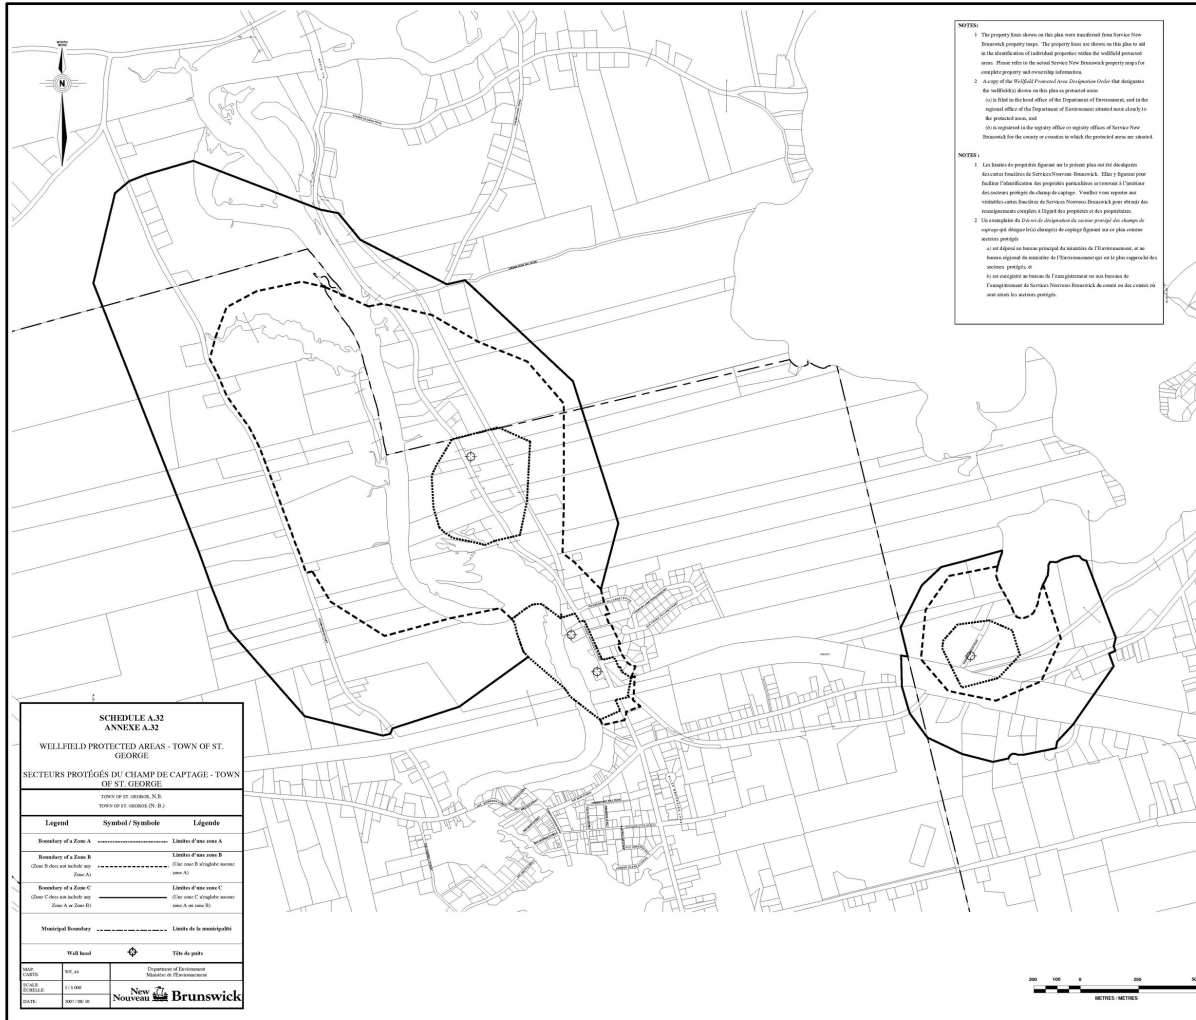 NORTH
NORD
N
NOTES:
1 The property lines shown on this plan were transferred from Service New
Brunswick property maps. The property lines are shown on this plan to aid
in the identification of individual properties within the wellfield protected
areas. Please refer to the actual Service New Brunswick property maps for
complete property and ownership information.
2 A copy of the Wellfield Protected Area Designation Order that designates
the wellfield(s) shown on this plan as protected areas
(a) is filed in the head office of the Department of Environment, and in the
regional office of the Department of Environment situated most closely to
the protected areas, and
(b) is registered in the registry office or registry offices of Service New
Brunswick for the county or counties in which the protected areas are situated.
NOTES :
1 Les limites de propriétés figurant sur le présent plan ont été décalquées
des cartes foncières de Services Nouveau-Brunswick. Elles y figurent pour
faciliter l'identification des propriétés particulières se trouvant à l'intérieur
des secteurs protégés du champ de captage. Veuillez vous reporter aux
véritables cartes foncières de Services Nouveau-Brunswick pour obtenir des
renseignements complets à l'égard des propriétés et des propriétaires.
2 Un exemplaire du Décret de désignation du secteur protégé des champs de
captage qui désigne le(s) champ(s) de captage figurant sur ce plan comme
secteurs protégés
a) est déposé au bureau principal du ministère de l'Environnement, et au
bureau régional du ministère de l'Environnement qui est le plus rapproché des
secteurs protégés, et
b) est enregistré au bureau de l'enregistrement ou aux bureaux de
l'enregistrement de Services Nouveau-Brunswick du comté ou des comtés où
sont situés les secteurs protégés.
SCHEDULE A.32
ANNEXE A.32
WELLFIELD PROTECTED AREAS - TOWN OF ST.
GEORGE
SECTEURS PROTÉGÉS DU CHAMP DE CAPTAGE - TOWN
OF ST. GEORGE
TOWN OF ST. GEORGE, N.B.
TOWN OF ST. GEORGE (N.-B.)
Legend Symbol / Symbole Légende
Boundary of a Zone A Limites d'une zone A
Boundary of a Zone B Limites d'une zone B
(Zone B does not include any (Une zone B n'englobe aucune
Zone A) zone A)
Boundary of a Zone C Limites d'une zone C
(Zone C does not include any (Une zone C n'englobe aucune
Zone A or Zone B) zone A ou zone B)
Municipal Boundary Limite de la municipalité
Well head Tête de puits
MAP
CARTE:
Department of Environment
Ministère de l'Environnement
SCALE
ÉCHELLE:
DATE:
New
Nouveau Brunswick
200 100 0 250
METRES / MÈTRES